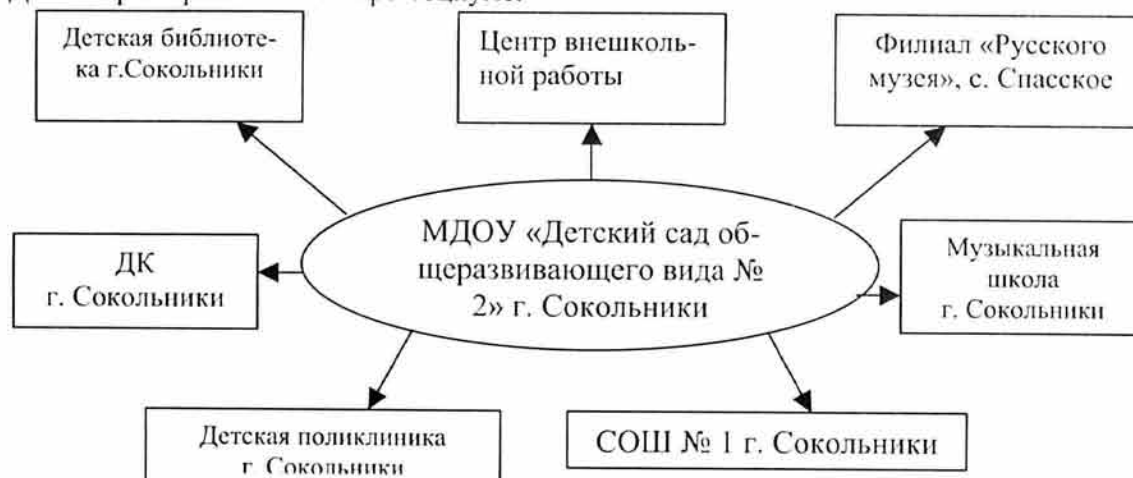 Детская библиоте-
ка г.Сокольники
Центр внешколь-
ной работы
Филиал «Русского
музея», с. Спасское
МДОУ «Детский сад об-
щеразвивающего вида №
2» г. Сокольники
ДК
г. Сокольники
Музыкальная
школа
г. Сокольники
Детская поликлиника
г. Сокольники
СОШ № 1 г. Сокольники